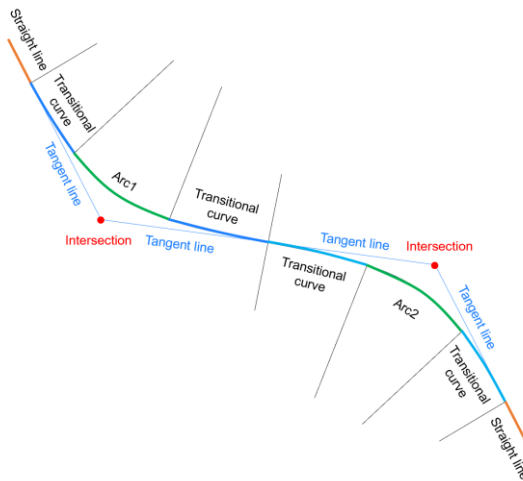 Straight line
Transitional
curve
Tangent line
Arc1
Intersection
Transitional
curve
Tangent line
Transitional
curve
Tangent line
Intersection
Arc2
Tangent line
Transitional
curve
Straight line